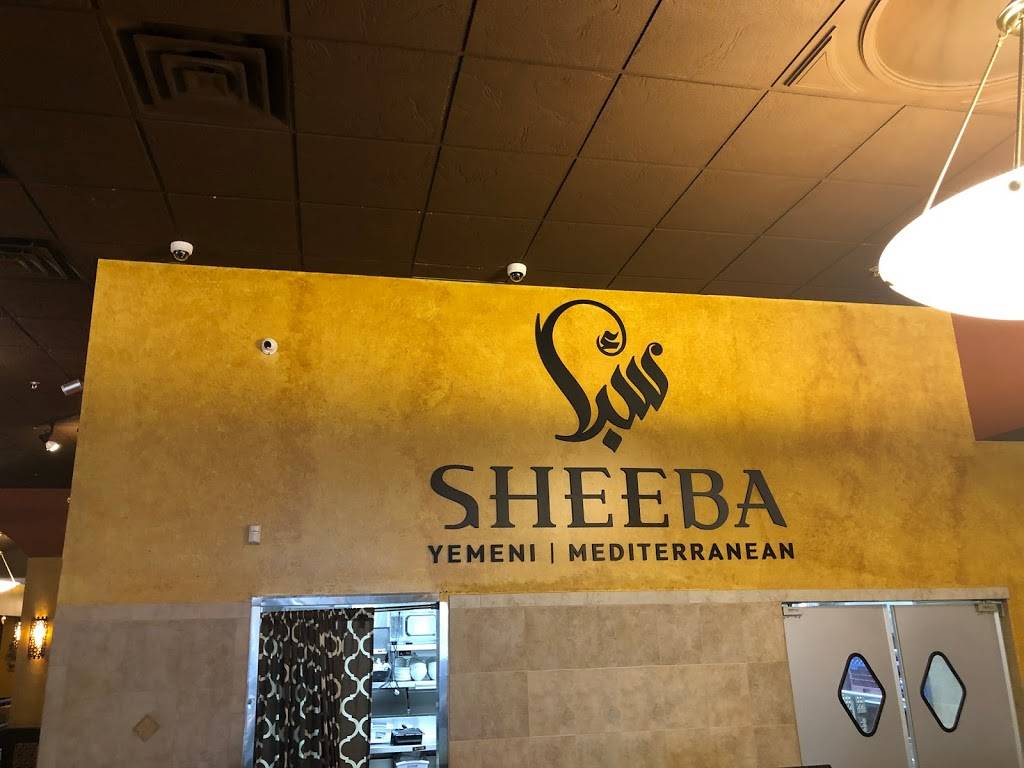 سبأ
SHEEBA
YEMENI | MEDITERRANEAN